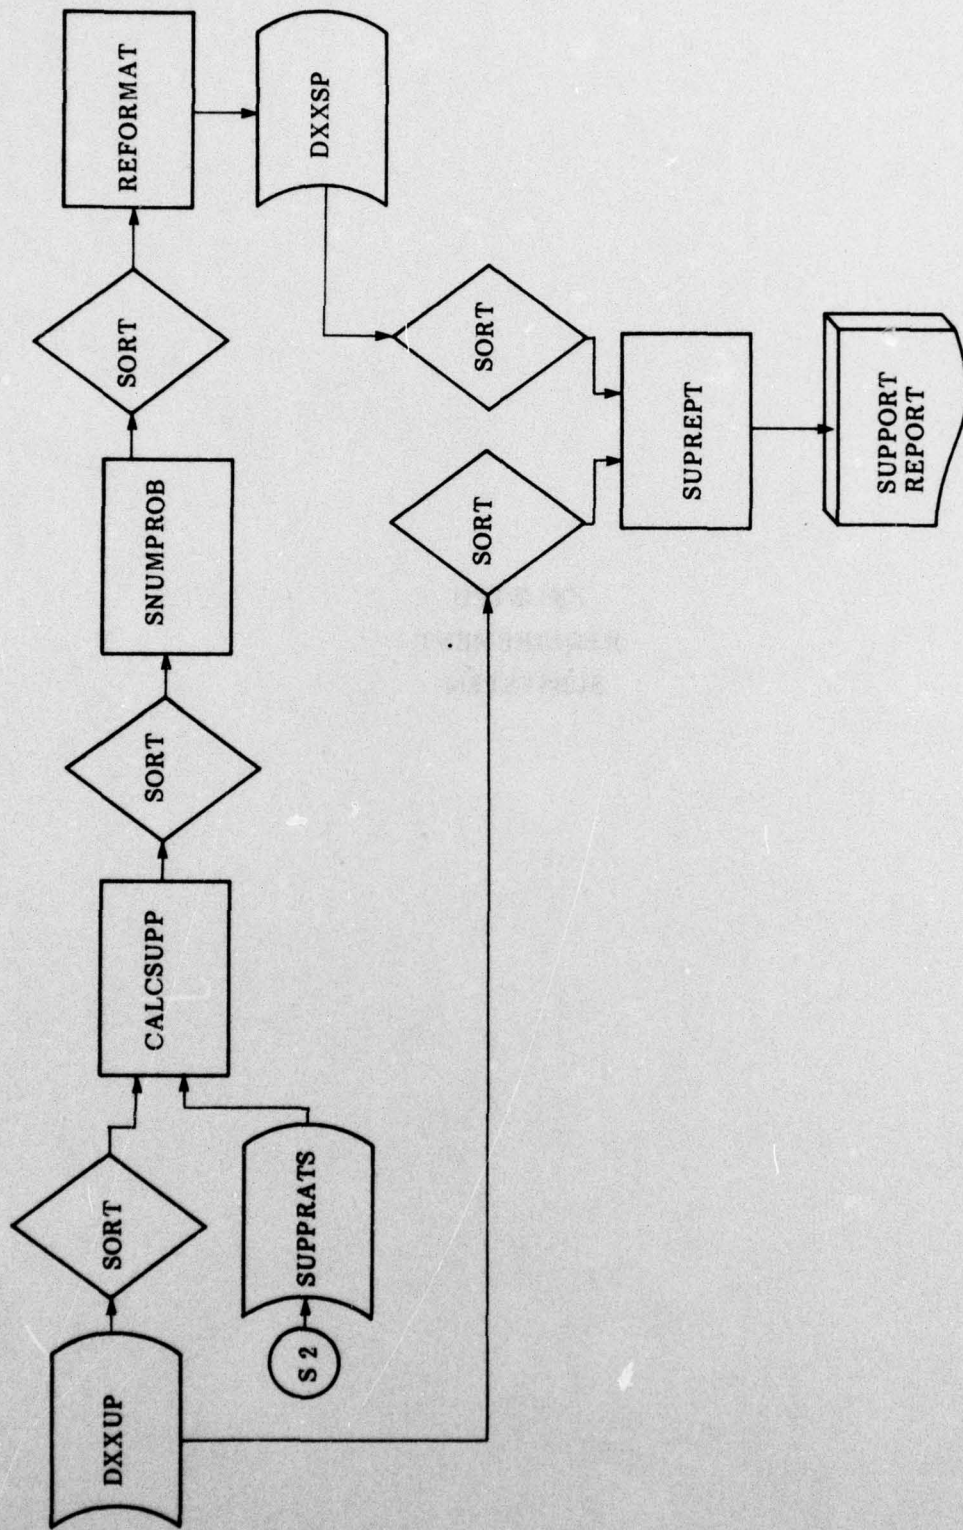 DXXUP
SORT
CALCSUPP
SORT
SNUMPROB
SORT
REFORMAT
S 2
SUPPRATS
DXXSP
SORT
SORT
SUPREPT
SUPPORT
REPORT